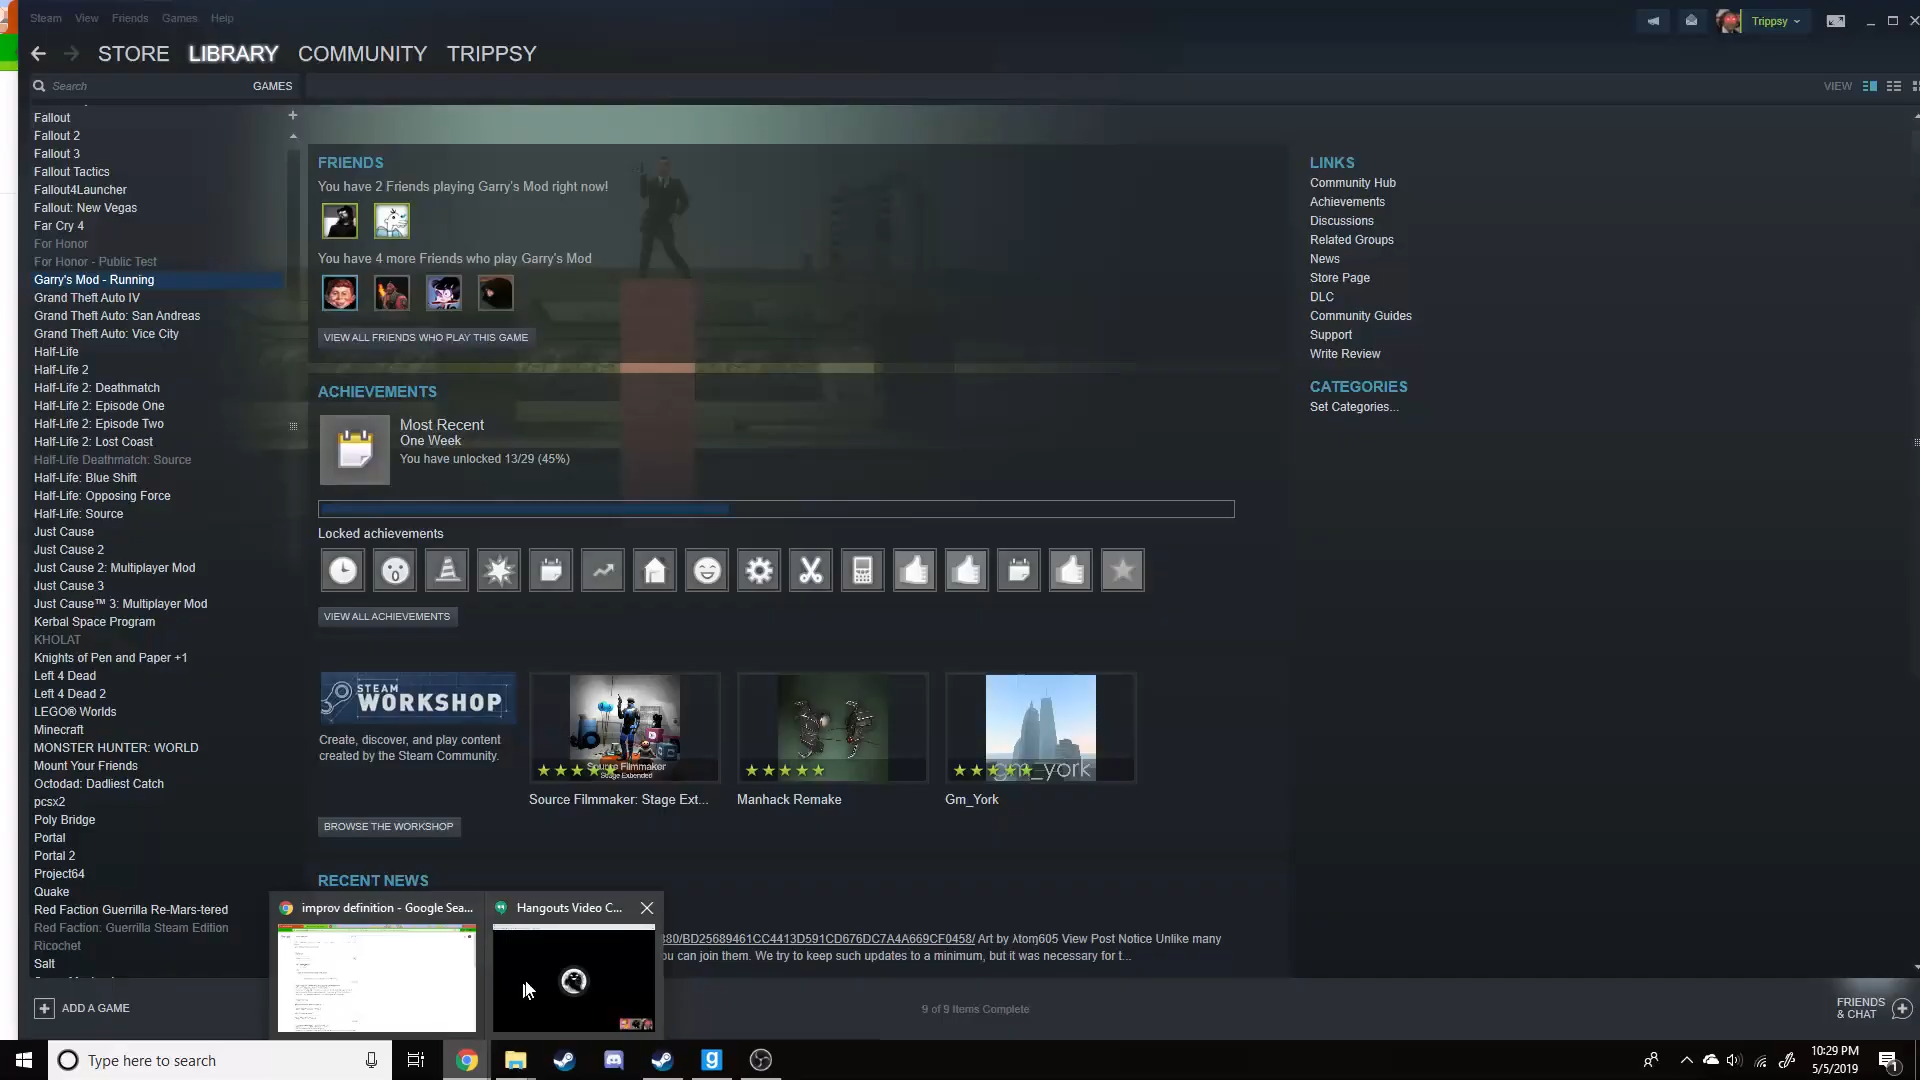 Steam View Friends Games Help
Trippsy
STORE LIBRARY COMMUNITY TRIPPSY
Search GAMES
VIEW
Fallout
Fallout 2
Fallout 3
Fallout Tactics
Fallout4Launcher
Fallout: New Vegas
Far Cry 4
For Honor
For Honor - Public Test
Garry's Mod - Running
Grand Theft Auto IV
Grand Theft Auto: San Andreas
Grand Theft Auto: Vice City
Half-Life
Half-Life 2
Half-Life 2: Deathmatch
Half-Life 2: Episode One
Half-Life 2: Episode Two
Half-Life 2: Lost Coast
Half-Life Deathmatch: Source
Half-Life: Blue Shift
Half-Life: Opposing Force
Half-Life: Source
Just Cause
Just Cause 2
Just Cause 2: Multiplayer Mod
Just Cause 3
Just Cause™ 3: Multiplayer Mod
Kerbal Space Program
KHOLAT
Knights of Pen and Paper +1
Left 4 Dead
Left 4 Dead 2
LEGO® Worlds
Minecraft
MONSTER HUNTER: WORLD
Mount Your Friends
Octodad: Dadliest Catch
pcsx2
Poly Bridge
Portal
Portal 2
Project64
Quake
Red Faction Guerrilla Re-Mars-tered
Red Faction: Guerrilla Steam Edition
Ricochet
Salt
ADD A GAME
FRIENDS
You have 2 Friends playing Garry's Mod right now!
You have 4 more Friends who play Garry's Mod
VIEW ALL FRIENDS WHO PLAY THIS GAME
ACHIEVEMENTS
Most Recent
One Week
You have unlocked 13/29 (45%)
Locked achievements
VIEW ALL ACHIEVEMENTS
STEAM
WORKSHOP
Create, discover, and play content
created by the Steam Community.
BROWSE THE WORKSHOP
Source Filmmaker
Stage Extended
gm_york
Source Filmmaker: Stage Ext...
Manhack Remake
Gm_York
RECENT NEWS
380/BD25689461CC4413D591CD676DC7A4A669CF0458/ Art by λtomɠ605 View Post Notice Unlike many
ou can join them. We try to keep such updates to a minimum, but it was necessary for t...
LINKS
Community Hub
Achievements
Discussions
Related Groups
News
Store Page
DLC
Community Guides
Support
Write Review
CATEGORIES
Set Categories...
improv definition - Google Sea...
Hangouts Video C...
9 of 9 Items Complete
FRIENDS
& CHAT
Type here to search
10:29 PM
5/5/2019
1